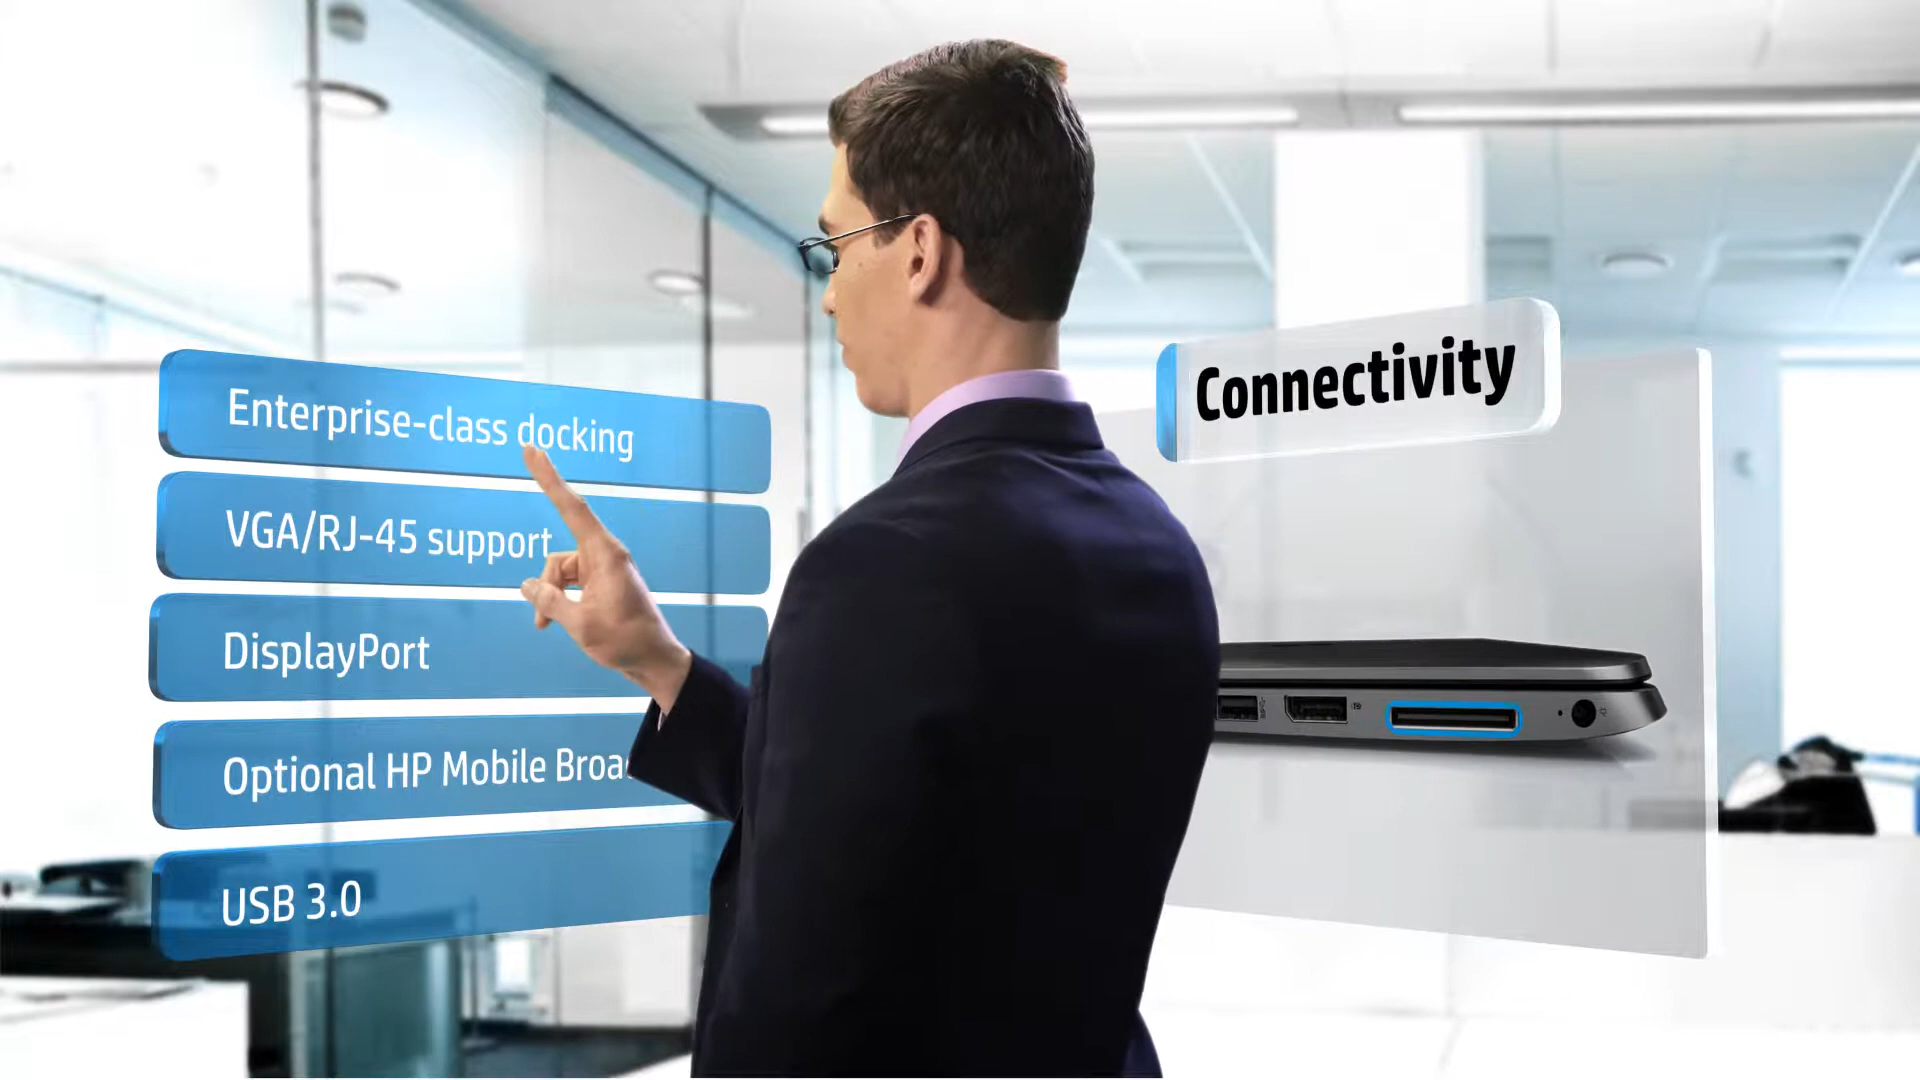 Enterprise-class docking
VGA/RJ-45 support
DisplayPort
Optional HP Mobile
USB 3.0
Connectivity